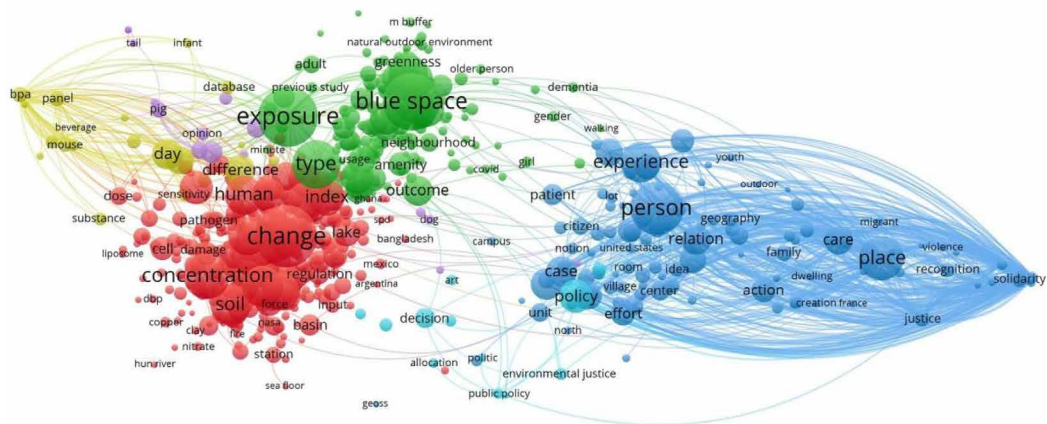 m buffer
tail
infant
natural outdoor environment
adult
greenness
older person
bpa
panel
database
previous study
dementia
pig
blue space
exposure
gender
beverage
opinion
walking
mouse
minute
neighbourhood
day
type
usage
amenity
covid
girl
experience
youth
difference
outdoor
dose
sensitivity
human
index
ghana
outcome
patient
lot
person
substance
pathogen
spd
dog
citizen
geography
migrant
change
lake
bangladesh
campus
notion
united states
relation
care
violence
liposome
cell
damage
family
place
recognition
concentration
regulation
mexico
case
room
idea
dwelling
solidarity
argentina
art
village
center
action
dbp
soil
force
input
policy
creation france
copper
clay
nasa
basin
decision
unit
effort
justice
nitrate
fire
north
station
hun river
allocation
politic
environmental justice
sea floor
public policy
geoss